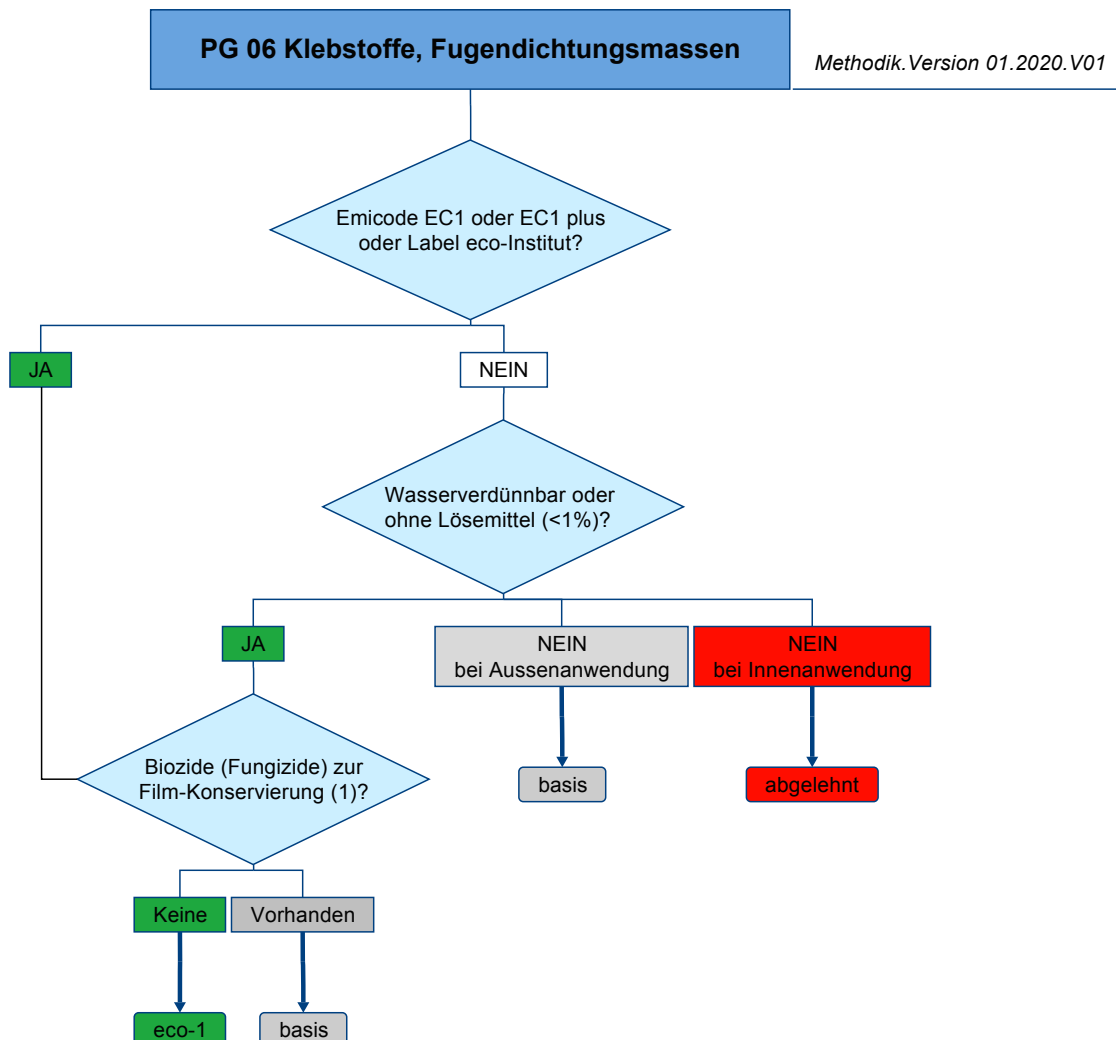 PG 06 Klebstoffe, Fugendichtungsmassen
Methodik.Version 01.2020.V01
Emicode EC1 oder EC1 plus
oder Label eco-Institut?
JA
NEIN
Wasserverdünnbar oder
ohne Lösemittel (<1%)?
JA
NEIN
bei Aussenanwendung
NEIN
bei Innenanwendung
Biozide (Fungizide) zur
Film-Konservierung (1)?
basis
abgelehnt
Keine
Vorhanden
eco-1
basis